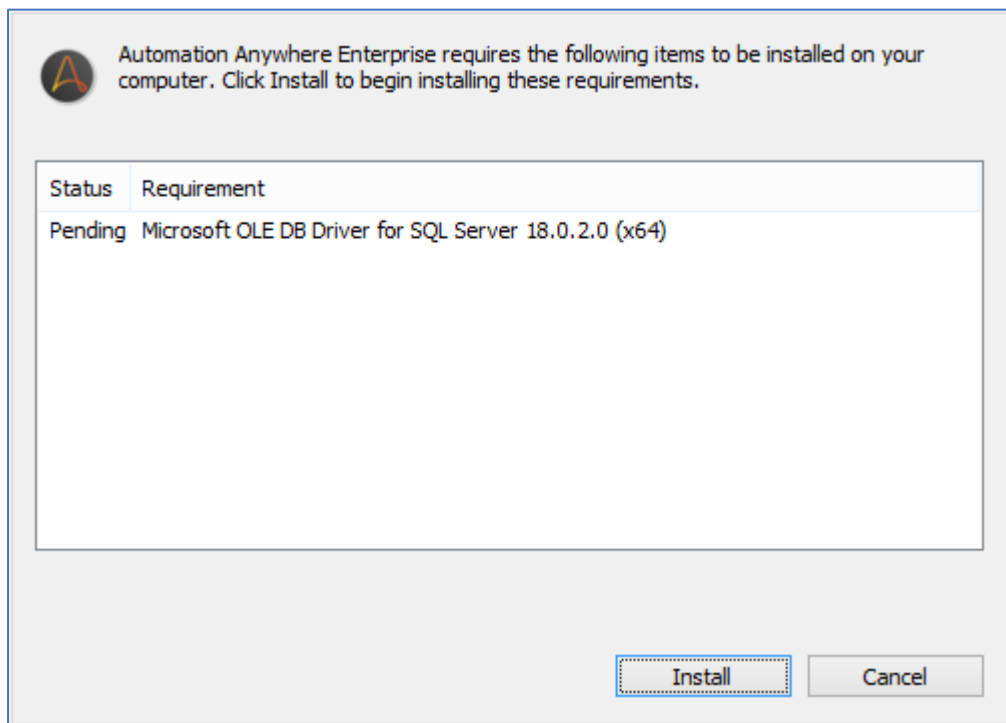 Automation Anywhere Enterprise requires the following items to be installed on your
computer. Click Install to begin installing these requirements.
Status Requirement
Pending Microsoft OLE DB Driver for SQL Server 18.0.2.0 (x64)
Install Cancel